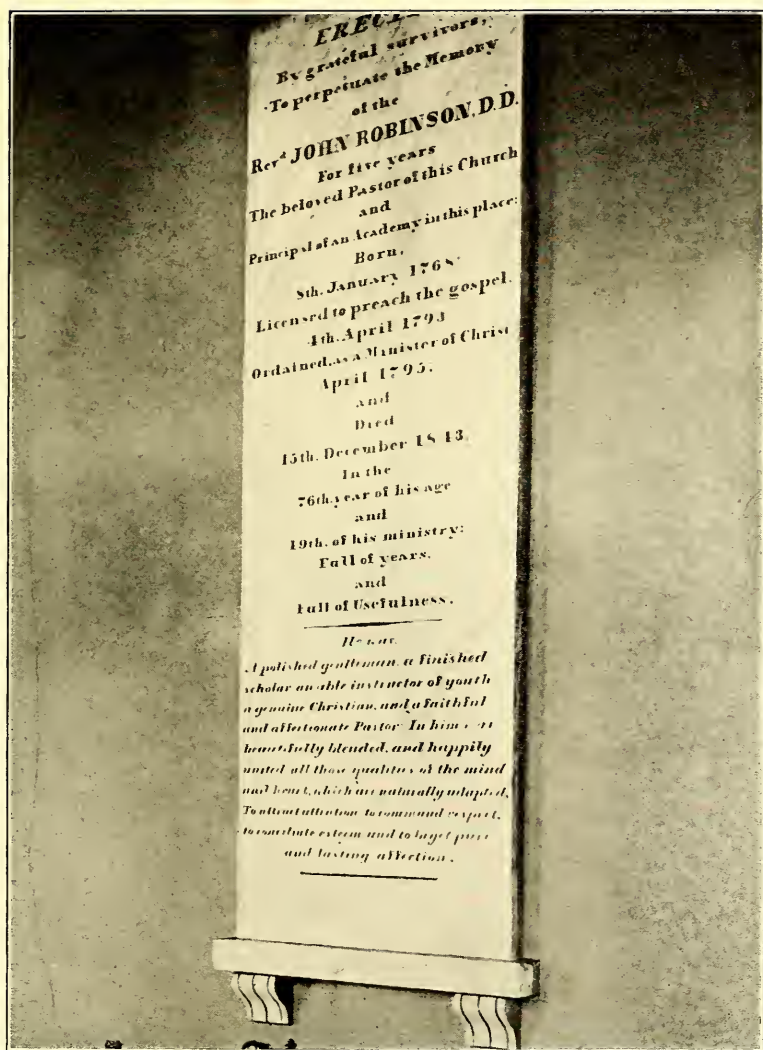 ERECTED
By grateful survivors,
To perpetuate the Memory
of the
Revd JOHN ROBINSON, D.D.
For five years
The beloved Pastor of this Church
and
Principal of an Academy in this place:
Born,
8th. January 1768.
Licensed to preach the gospel.
4th. April 1793
Ordained, as a Minister of Christ
April 1795.
and
Died
15th. December 1843.
In the
76th. year of his age
and
49th. of his ministry:
Full of years,
and
Full of Usefulness.
He was
A polished gentleman, a finished
scholar an able instructor of youth
a genuine Christian, and a faithful
and affectionate Pastor In him
beautifully blended, and happily
united all those qualities of the mind
and heart, which are naturally adapted,
To attract attention to command respect,
to conciliate esteem and to beget pure
and lasting affection.